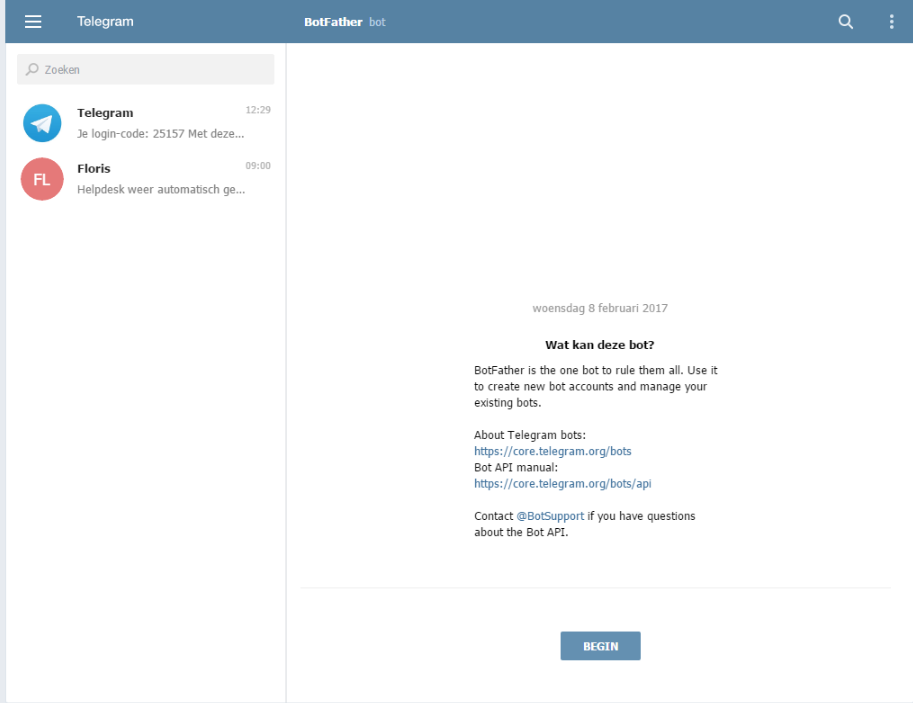 Telegram
BotFather bot
Zoeken
Telegram 12:29
Je login-code: 25157 Met deze...
FL
Floris 09:00
Helpdesk weer automatisch ge...
woensdag 8 februari 2017
Wat kan deze bot?
BotFather is the one bot to rule them all. Use it
to create new bot accounts and manage your
existing bots.
About Telegram bots:
https://core.telegram.org/bots
Bot API manual:
https://core.telegram.org/bots/api
Contact @BotSupport if you have questions
about the Bot API.
BEGIN